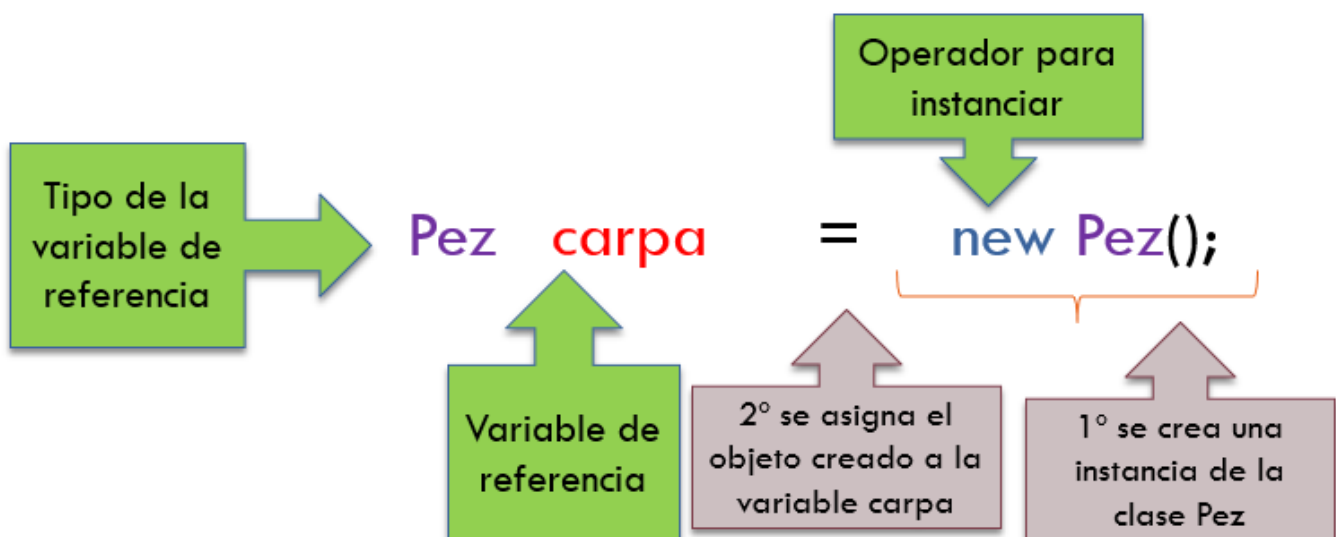 Operador para
instanciar
Tipo de la
variable de
referencia
Pez carpa = new Pez();
Variable de
referencia
2º se asigna el
objeto creado a la
variable carpa
1º se crea una
instancia de la
clase Pez